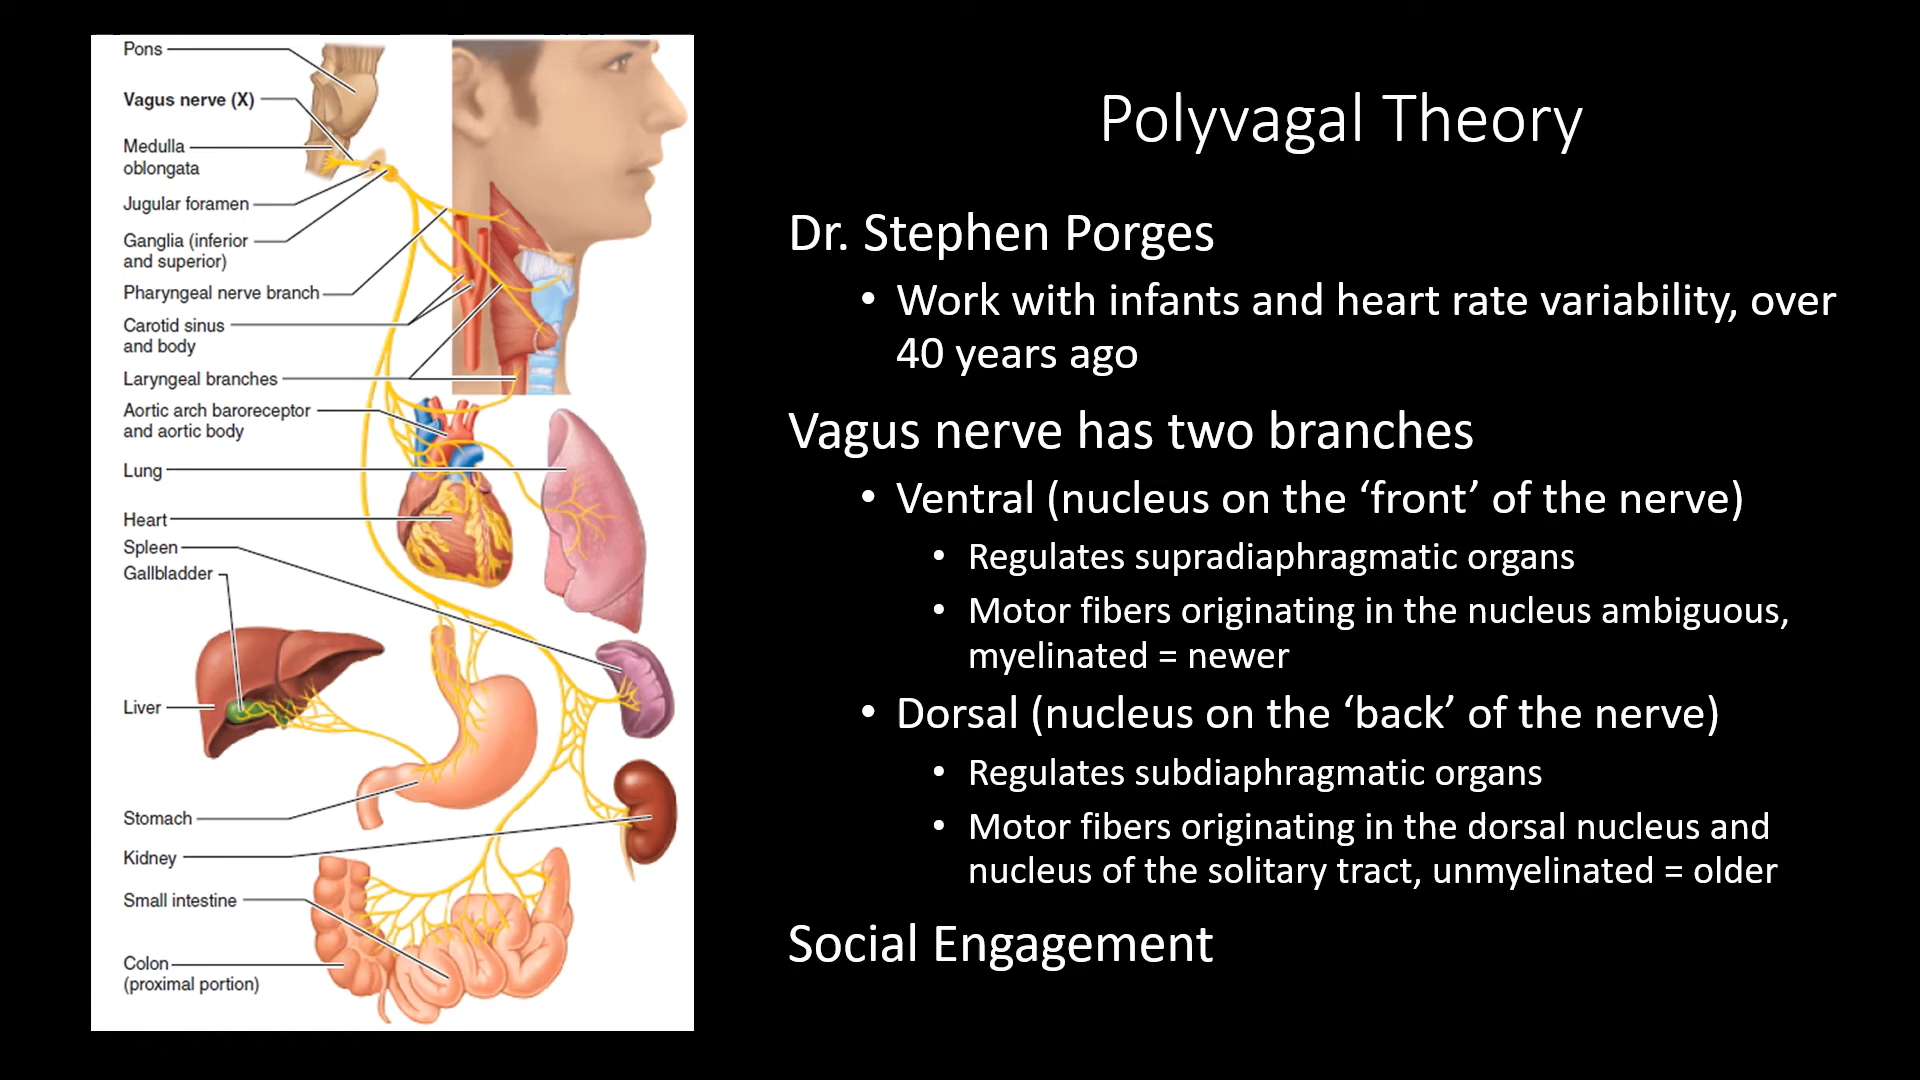 Pons
Vagus nerve (X)
Medulla
oblongata
Jugular foramen
Ganglia (inferior
and superior)
Pharyngeal nerve branch
Carotid sinus
and body
Laryngeal branches
Aortic arch baroreceptor
and aortic body
Lung
Heart
Spleen
Gallbladder
Liver
Stomach
Kidney
Small intestine
Colon
(proximal portion)
Polyvagal Theory
Dr. Stephen Porges
• Work with infants and heart rate variability, over
40 years ago
Vagus nerve has two branches
• Ventral (nucleus on the ‘front’ of the nerve)
• Regulates supradiaphragmatic organs
• Motor fibers originating in the nucleus ambiguous,
myelinated = newer
• Dorsal (nucleus on the ‘back’ of the nerve)
• Regulates subdiaphragmatic organs
• Motor fibers originating in the dorsal nucleus and
nucleus of the solitary tract, unmyelinated = older
Social Engagement